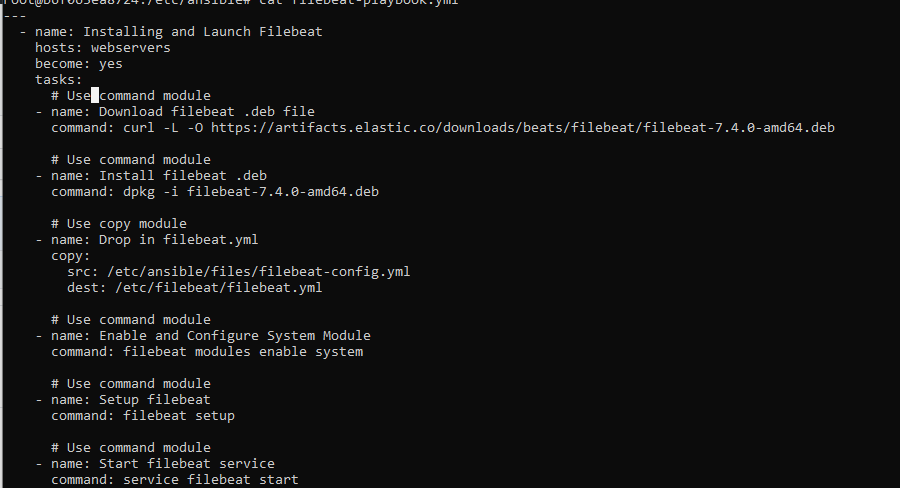 root@b0f065ea8724:/etc/ansible# cat filebeat-playbook.yml
---
  - name: Installing and Launch Filebeat
    hosts: webservers
    become: yes
    tasks:
      # Use command module
    - name: Download filebeat .deb file
      command: curl -L -O https://artifacts.elastic.co/downloads/beats/filebeat/filebeat-7.4.0-amd64.deb

      # Use command module
    - name: Install filebeat .deb
      command: dpkg -i filebeat-7.4.0-amd64.deb

      # Use copy module
    - name: Drop in filebeat.yml
      copy:
        src: /etc/ansible/files/filebeat-config.yml
        dest: /etc/filebeat/filebeat.yml

      # Use command module
    - name: Enable and Configure System Module
      command: filebeat modules enable system

      # Use command module
    - name: Setup filebeat
      command: filebeat setup

      # Use command module
    - name: Start filebeat service
      command: service filebeat start